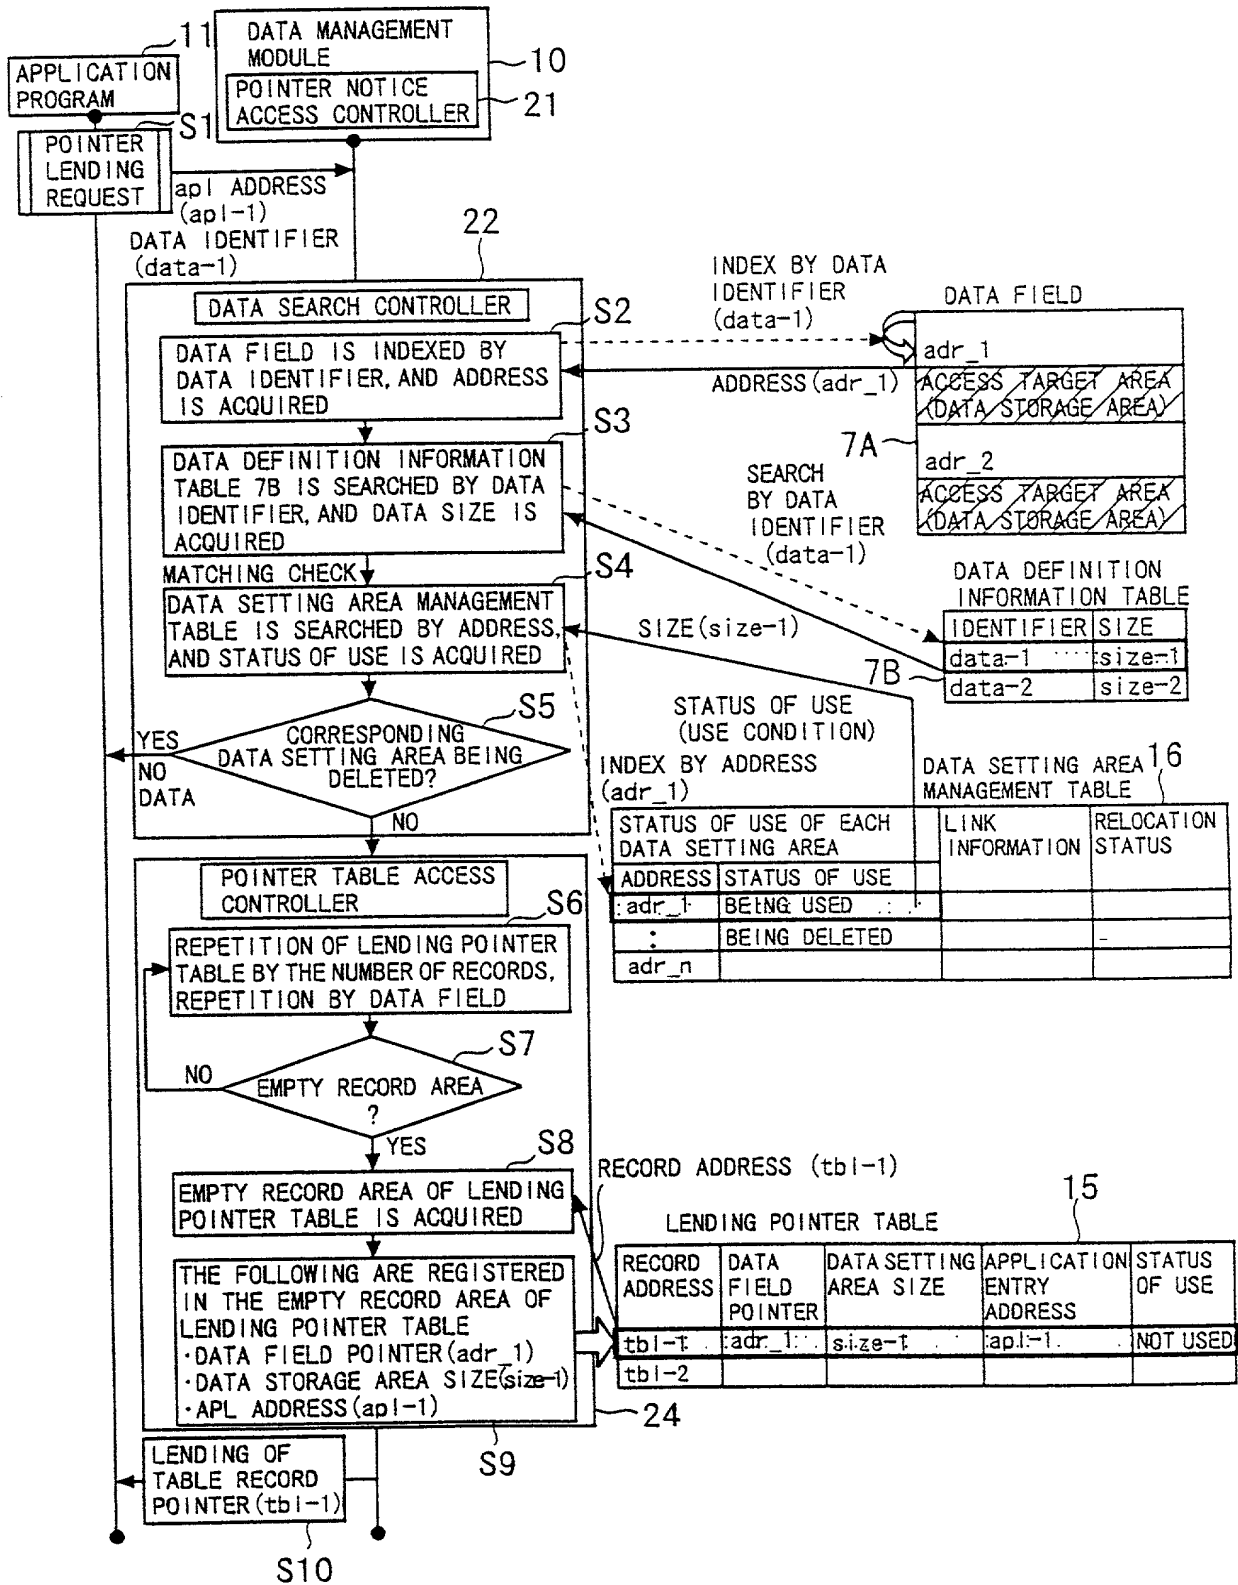 11
APPLICATION
PROGRAM
DATA MANAGEMENT
MODULE
10
POINTER NOTICE
ACCESS CONTROLLER
21
S1
POINTER
LENDING
REQUEST
apl ADDRESS
(apl-1)
DATA IDENTIFIER
(data-1)
22
DATA SEARCH CONTROLLER
S2
DATA FIELD IS INDEXED BY
DATA IDENTIFIER, AND ADDRESS
IS ACQUIRED
INDEX BY DATA
IDENTIFIER
(data-1)
DATA FIELD
adr_1
ADDRESS(adr_1)
ACCESS TARGET AREA
(DATA STORAGE AREA)
7A
adr_2
ACCESS TARGET AREA
(DATA STORAGE AREA)
S3
DATA DEFINITION INFORMATION
TABLE 7B IS SEARCHED BY DATA
IDENTIFIER, AND DATA SIZE IS
ACQUIRED
SEARCH
BY DATA
IDENTIFIER
(data-1)
DATA DEFINITION
INFORMATION TABLE
IDENTIFIER SIZE
data-1 size-1
7B
data-2 size-2
MATCHING CHECK
S4
DATA SETTING AREA MANAGEMENT
TABLE IS SEARCHED BY ADDRESS,
AND STATUS OF USE IS ACQUIRED
SIZE(size-1)
STATUS OF USE
(USE CONDITION)
S5
CORRESPONDING
DATA SETTING AREA BEING
DELETED?
YES
NO
DATA
NO
INDEX BY ADDRESS
(adr_1)
DATA SETTING AREA
MANAGEMENT TABLE
16
STATUS OF USE OF EACH
DATA SETTING AREA
LINK
INFORMATION
RELOCATION
STATUS
ADDRESS STATUS OF USE
adr_1 BEING USED
: BEING DELETED -
adr_n
POINTER TABLE ACCESS
CONTROLLER
S6
REPETITION OF LENDING POINTER
TABLE BY THE NUMBER OF RECORDS,
REPETITION BY DATA FIELD
S7
NO
EMPTY RECORD AREA
?
YES
S8
EMPTY RECORD AREA OF LENDING
POINTER TABLE IS ACQUIRED
RECORD ADDRESS (tbl-1)
LENDING POINTER TABLE
15
RECORD
ADDRESS
DATA
FIELD
POINTER
DATA SETTING
AREA SIZE
APPLICATION
ENTRY
ADDRESS
STATUS
OF USE
tbl-1 adr_1 size-1 apl-1 NOT USED
tbl-2
THE FOLLOWING ARE REGISTERED
IN THE EMPTY RECORD AREA OF
LENDING POINTER TABLE
·DATA FIELD POINTER(adr_1)
·DATA STORAGE AREA SIZE(size-1)
·APL ADDRESS(apl-1)
24
S9
LENDING OF
TABLE RECORD
POINTER(tbl-1)
S10